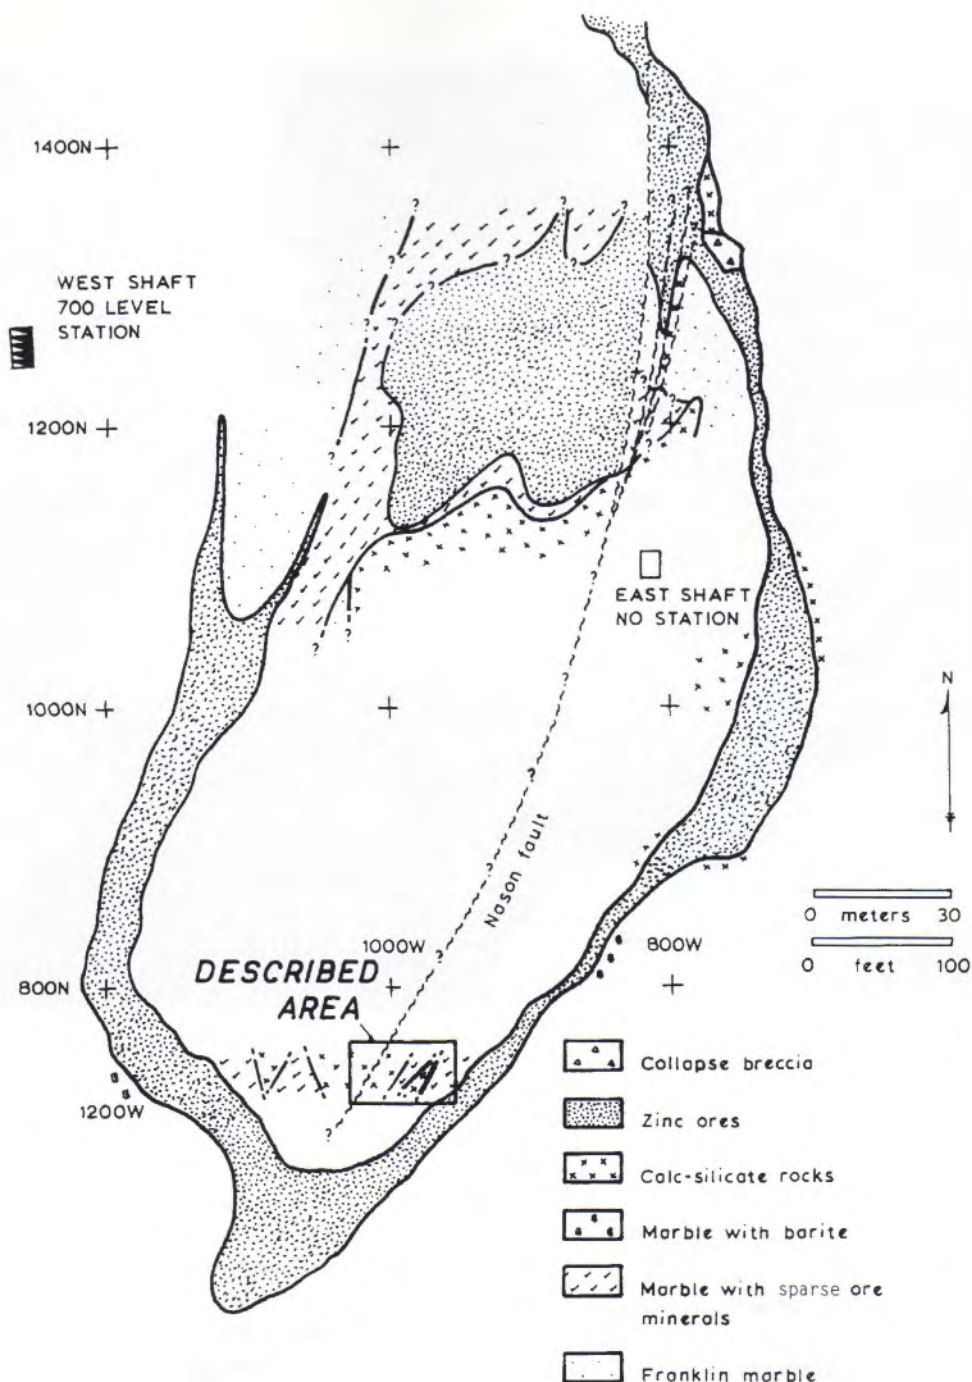 1400N
WEST SHAFT
700 LEVEL
STATION
1200N
EAST SHAFT
NO STATION
1000N
N
Nason fault
0 meters 30
0 feet 100
1000W
800W
800N
DESCRIBED
AREA
1200W
Collapse breccia
Zinc ores
Calc-silicate rocks
Marble with barite
Marble with sparse ore
minerals
Franklin marble